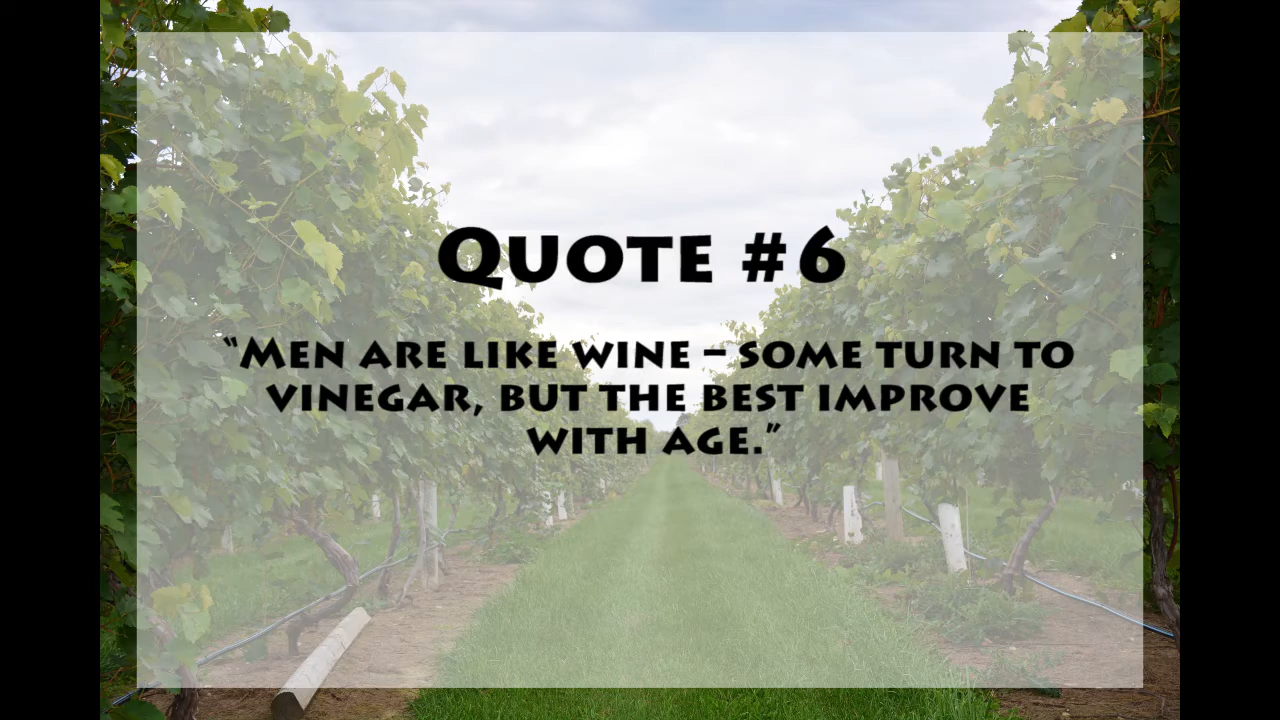 QUOTE #6
“MEN ARE LIKE WINE – SOME TURN TO
VINEGAR, BUT THE BEST IMPROVE
WITH AGE.”